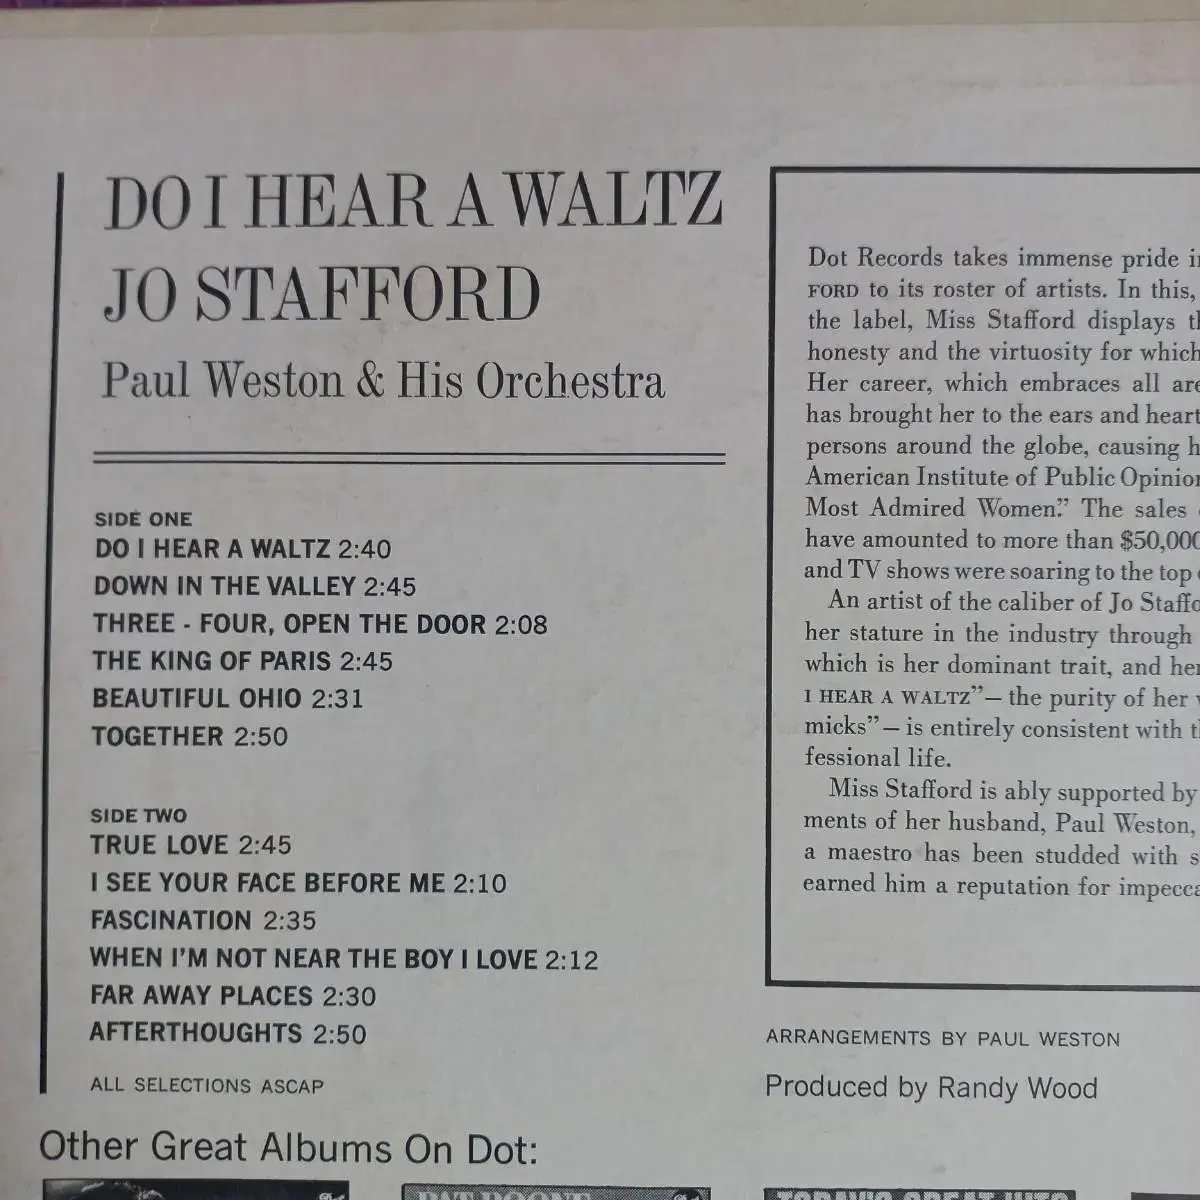 DO I HEAR A WALTZ
JO STAFFORD
Paul Weston & His Orchestra
SIDE ONE
DO I HEAR A WALTZ 2:40
DOWN IN THE VALLEY 2:45
THREE - FOUR, OPEN THE DOOR 2:08
THE KING OF PARIS 2:45
BEAUTIFUL OHIO 2:31
TOGETHER 2:50
SIDE TWO
TRUE LOVE 2:45
I SEE YOUR FACE BEFORE ME 2:10
FASCINATION 2:35
WHEN I'M NOT NEAR THE BOY I LOVE 2:12
FAR AWAY PLACES 2:30
AFTERTHOUGHTS 2:50
ALL SELECTIONS ASCAP
Dot Records takes immense pride
FORD to its roster of artists. In this,
the label, Miss Stafford displays
honesty and the virtuosity for which
Her career, which embraces all
has brought her to the ears and
persons around the globe, causing
American Institute of Public
Most Admired Women." The sales
have amounted to more than
and TV shows were soaring to the top
An artist of the caliber of Jo
her stature in the industry through
which is her dominant trait, and
I HEAR A WALTZ"—the purity of her
micks"—is entirely consistent with
fessional life.
Miss Stafford is ably supported by
ments of her husband, Paul Weston,
a maestro has been studded with
earned him a reputation for
ARRANGEMENTS BY PAUL WESTON
Produced by Randy Wood
Other Great Albums On Dot:
PAT BOONE
TODAY'S GREAT HITS